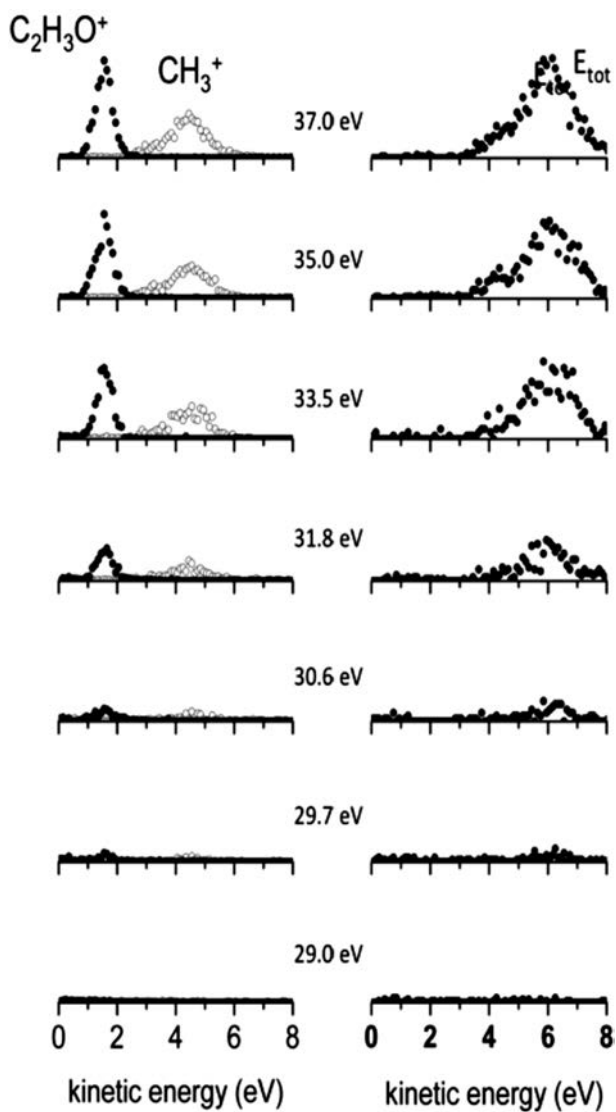 C₂H₃O⁺
CH₃⁺
E_tot
37.0 eV
35.0 eV
33.5 eV
31.8 eV
30.6 eV
29.7 eV
29.0 eV
0 2 4 6 8 0 2 4 6 8
kinetic energy (eV) kinetic energy (eV)